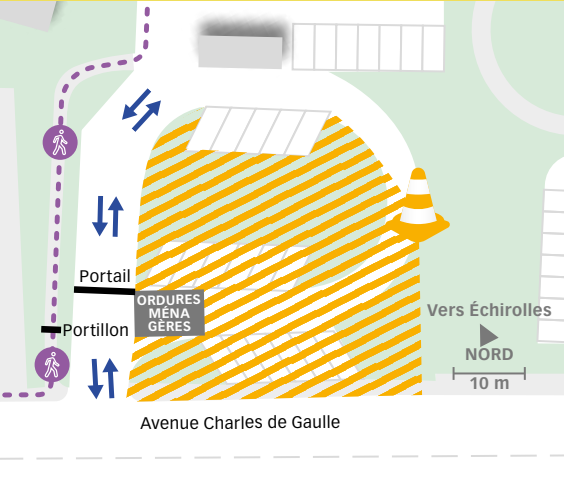 Portail
ORDURES
MÉNA
GÈRES
Portillon
Vers Échirolles
NORD
10 m
Avenue Charles de Gaulle